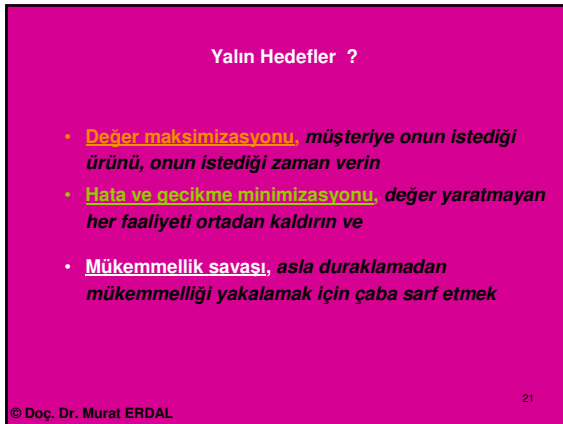 Yalın Hedefler ?
• Değer maksimizasyonu, müşteriye onun istediği
ürünü, onun istediği zaman verin
• Hata ve gecikme minimizasyonu, değer yaratmayan
her faaliyeti ortadan kaldırın ve
• Mükemmellik savaşı, asla duraklamadan
mükemmelliği yakalamak için çaba sarf etmek
21
© Doç. Dr. Murat ERDAL